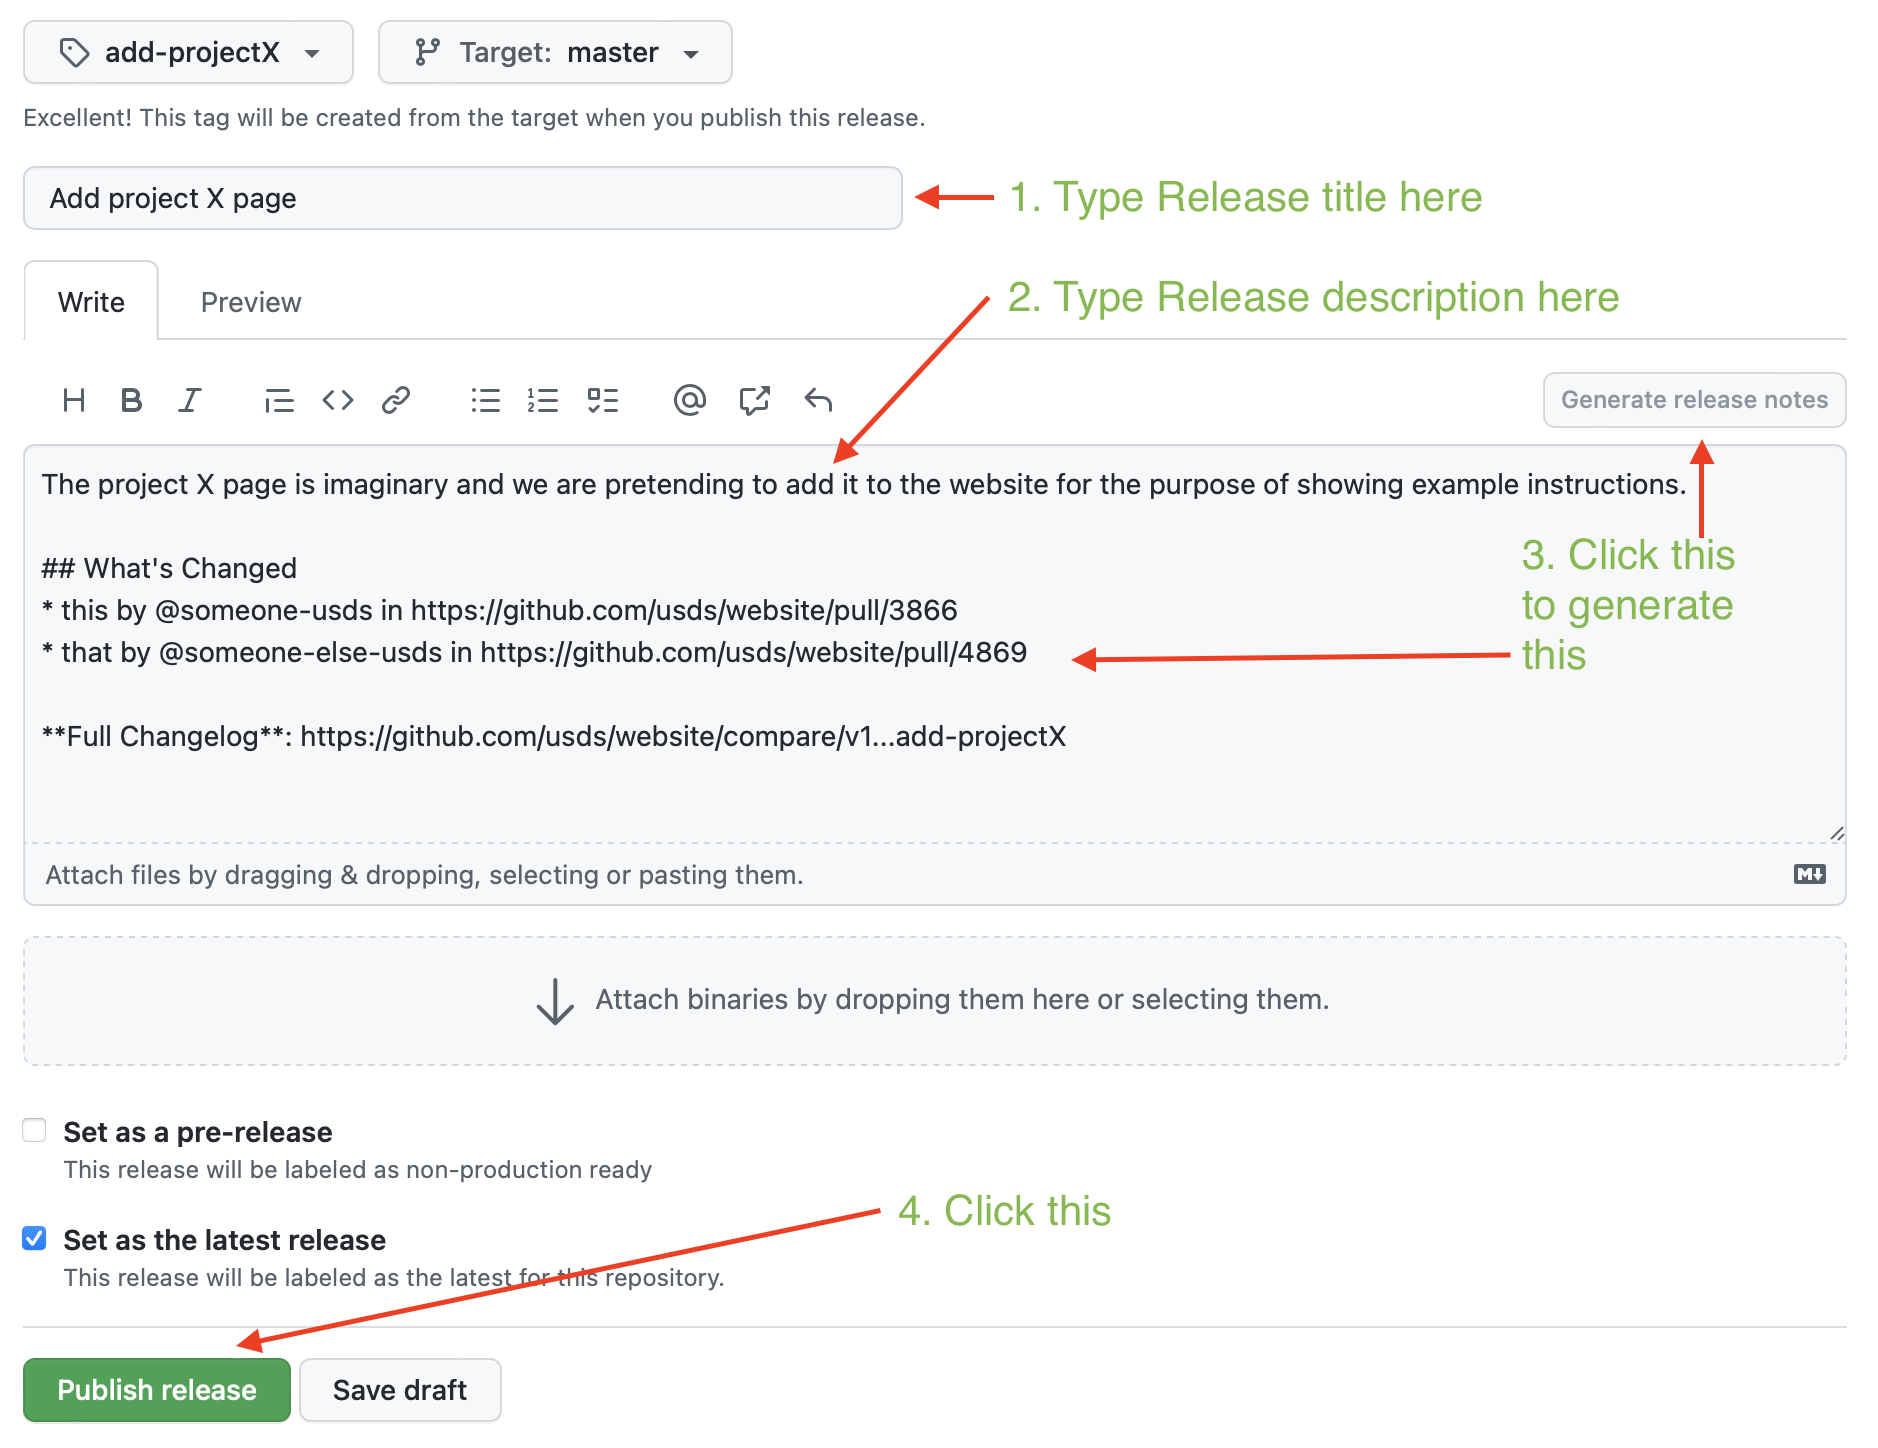 add-projectX
Target: master
Excellent! This tag will be created from the target when you publish this release.
Add project X page
1. Type Release title here
Write
Preview
2. Type Release description here
Generate release notes
The project X page is imaginary and we are pretending to add it to the website for the purpose of showing example instructions.
## What's Changed
* this by @someone-usds in https://github.com/usds/website/pull/3866
* that by @someone-else-usds in https://github.com/usds/website/pull/4869
3. Click this
to generate
this
**Full Changelog**: https://github.com/usds/website/compare/v1...add-projectX
Attach files by dragging & dropping, selecting or pasting them.
Attach binaries by dropping them here or selecting them.
Set as a pre-release
This release will be labeled as non-production ready
4. Click this
Set as the latest release
This release will be labeled as the latest for this repository.
Publish release
Save draft